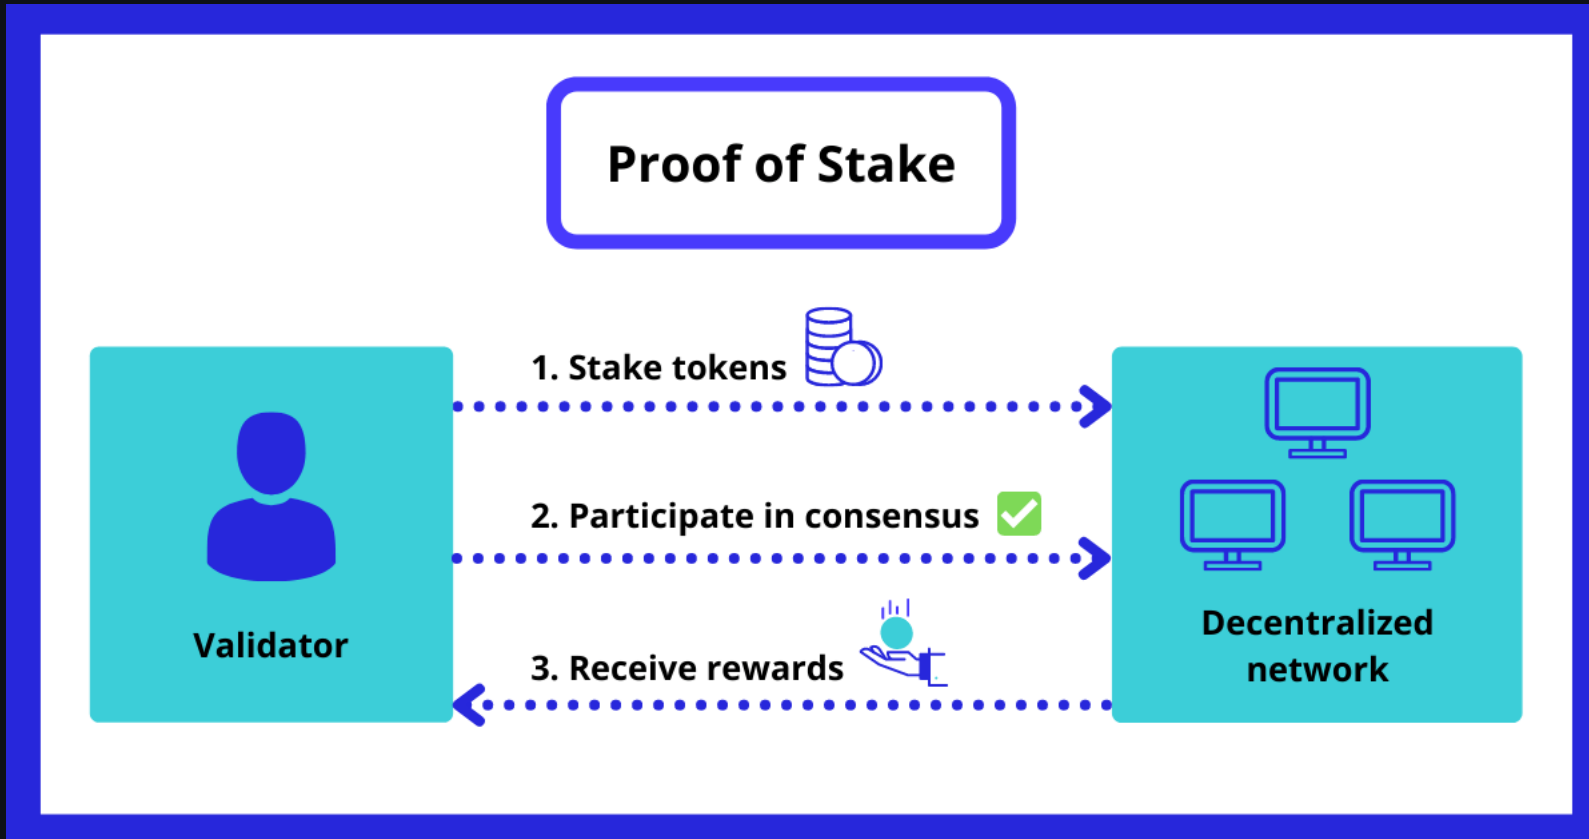 Proof of Stake
1. Stake tokens
2. Participate in consensus
3. Receive rewards
Validator
Decentralized
network